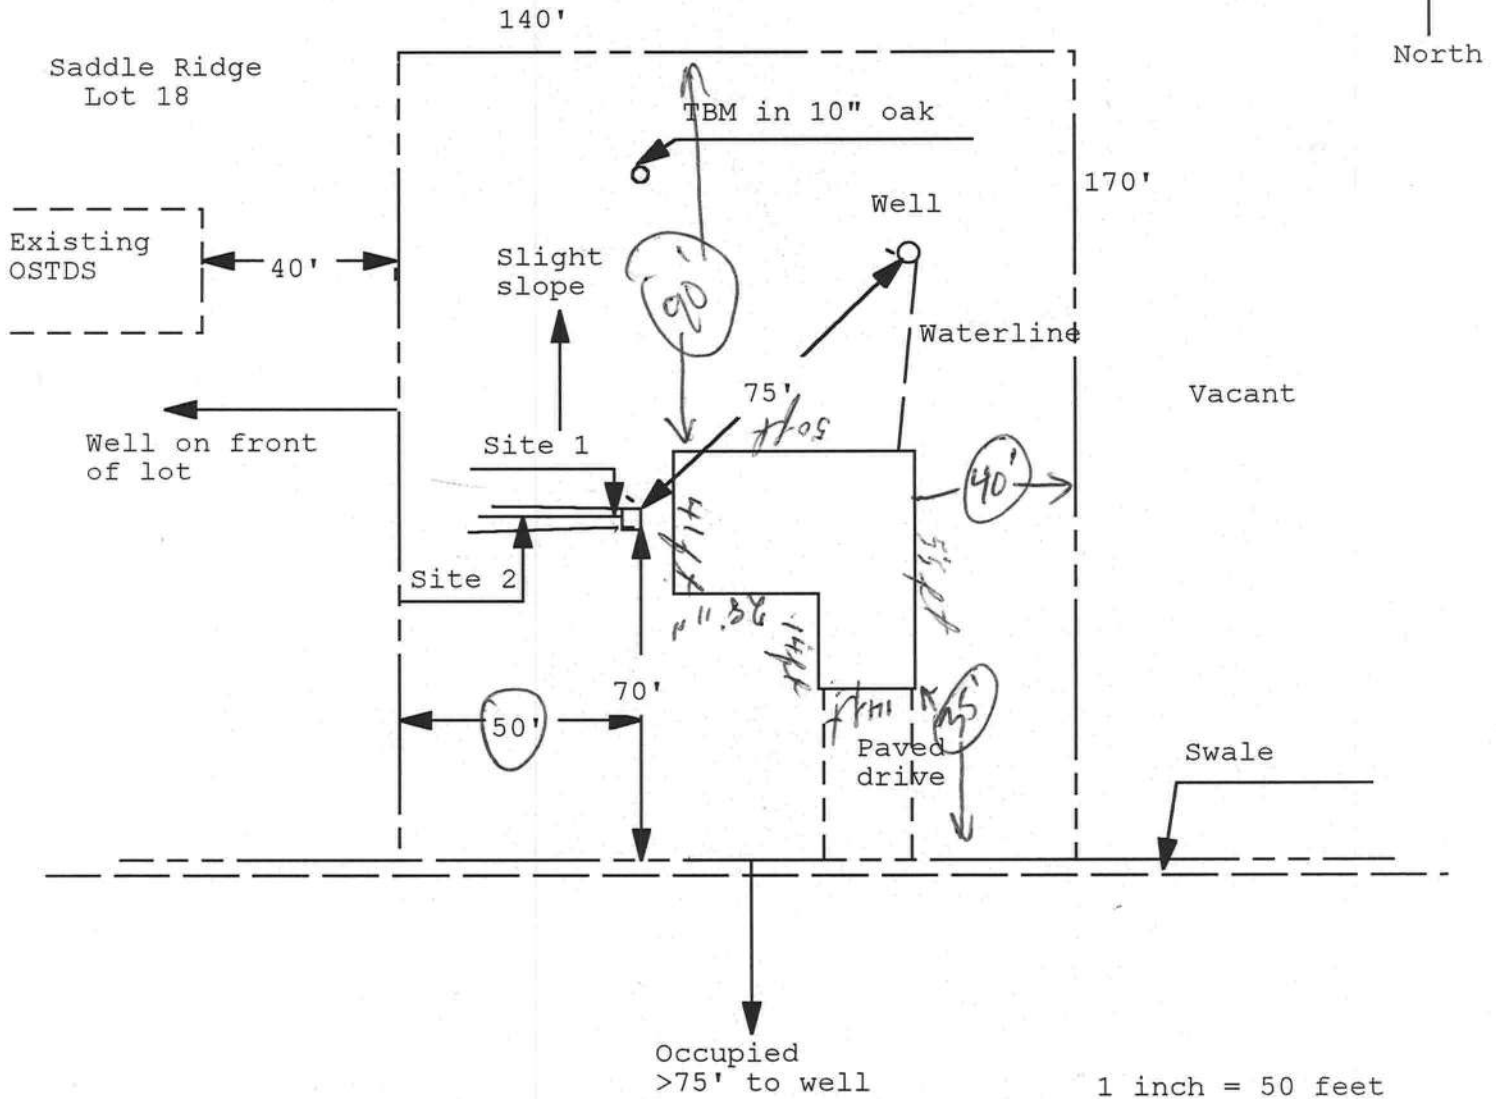 140'
North
Saddle Ridge
Lot 18
TBM in 10" oak
170'
Well
Existing
OSTDS
40'
Slight
slope
90'
Waterline
75'
50 ft
Vacant
Well on front
of lot
Site 1
40'
41 ft
55 ft
Site 2
14 ft
70'
50'
14 ft
35'
Paved
drive
Swale
Occupied
>75' to well
1 inch = 50 feet